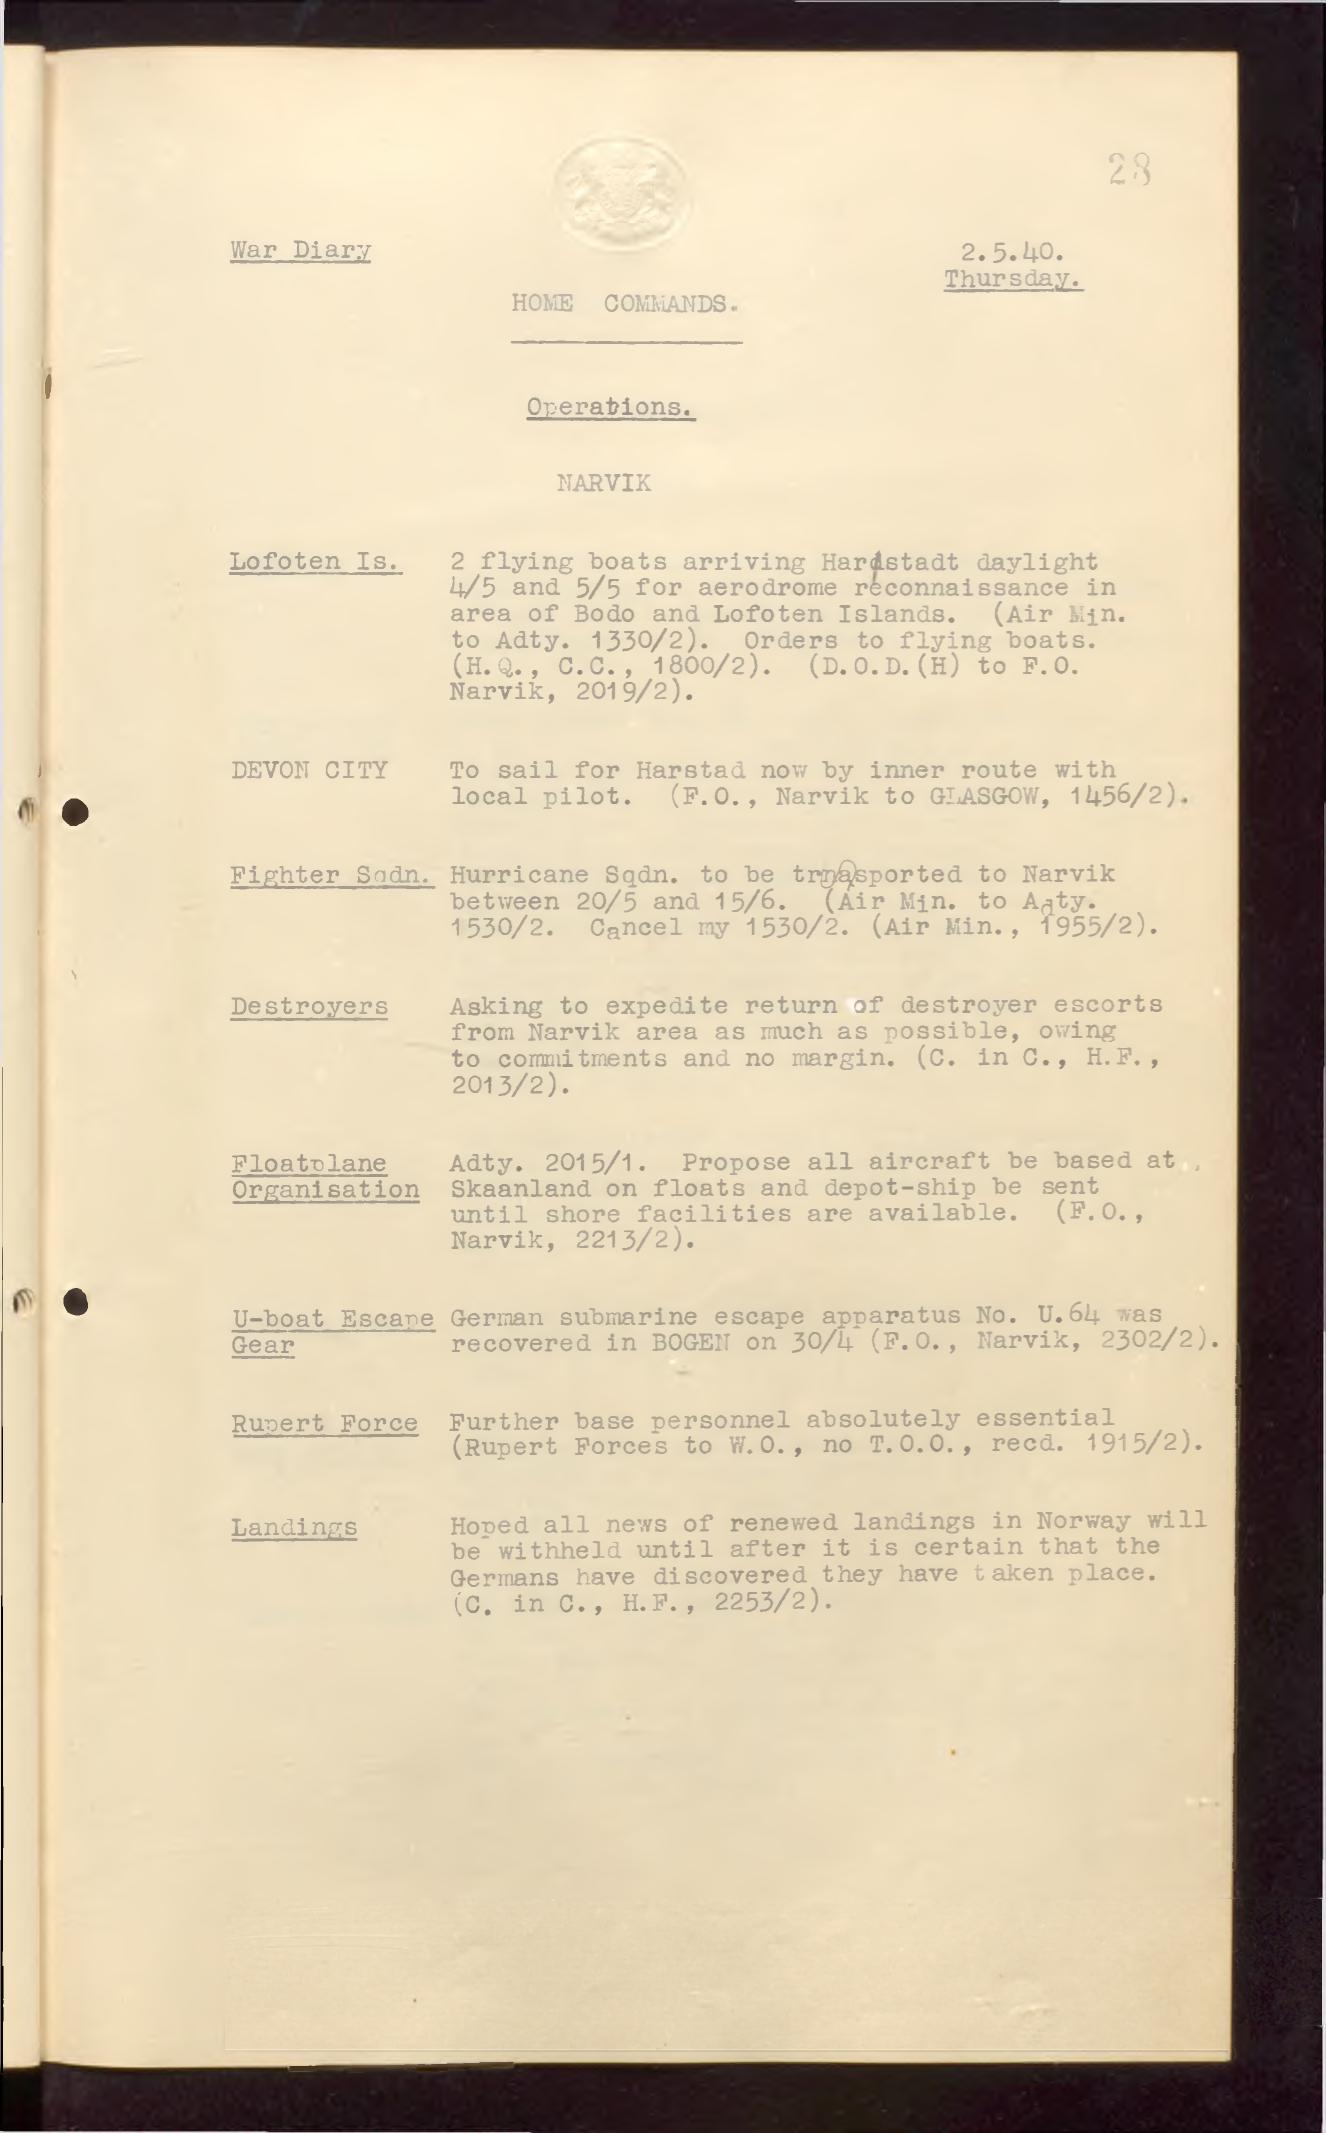 28
War Diary
2.5.40.
Thursday.
HOME COMMANDS.
Operations.
NARVIK
Lofoten Is. 2 flying boats arriving Hardstadt daylight
4/5 and 5/5 for aerodrome reconnaissance in
area of Bodo and Lofoten Islands. (Air Min.
to Adty. 1330/2). Orders to flying boats.
(H.Q., C.C., 1800/2). (D.O.D.(H) to F.O.
Narvik, 2019/2).
DEVON CITY To sail for Harstad now by inner route with
local pilot. (F.O., Narvik to GLASGOW, 1456/2).
Fighter Sqdn. Hurricane Sqdn. to be trnasported to Narvik
between 20/5 and 15/6. (Air Min. to Adty.
1530/2. Cancel my 1530/2. (Air Min., 1955/2).
Destroyers Asking to expedite return of destroyer escorts
from Narvik area as much as possible, owing
to commitments and no margin. (C. in C., H.F.,
2013/2).
Floatplane Adty. 2015/1. Propose all aircraft be based at
Organisation Skaanland on floats and depot-ship be sent
until shore facilities are available. (F.O.,
Narvik, 2213/2).
U-boat Escape German submarine escape apparatus No. U.64 was
Gear recovered in BOGEN on 30/4 (F.O., Narvik, 2302/2).
Rupert Force Further base personnel absolutely essential
(Rupert Forces to W.O., no T.O.O., recd. 1915/2).
Landings Hoped all news of renewed landings in Norway will
be withheld until after it is certain that the
Germans have discovered they have taken place.
(C. in C., H.F., 2253/2).